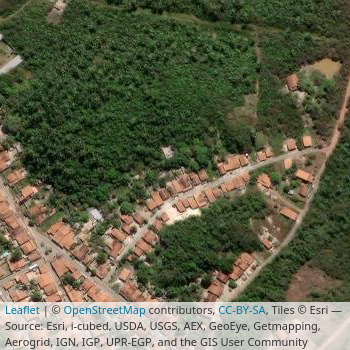 Leaflet | © OpenStreetMap contributors, CC-BY-SA, Tiles © Esri —
Source: Esri, i-cubed, USDA, USGS, AEX, GeoEye, Getmapping,
Aerogrid, IGN, IGP, UPR-EGP, and the GIS User Community